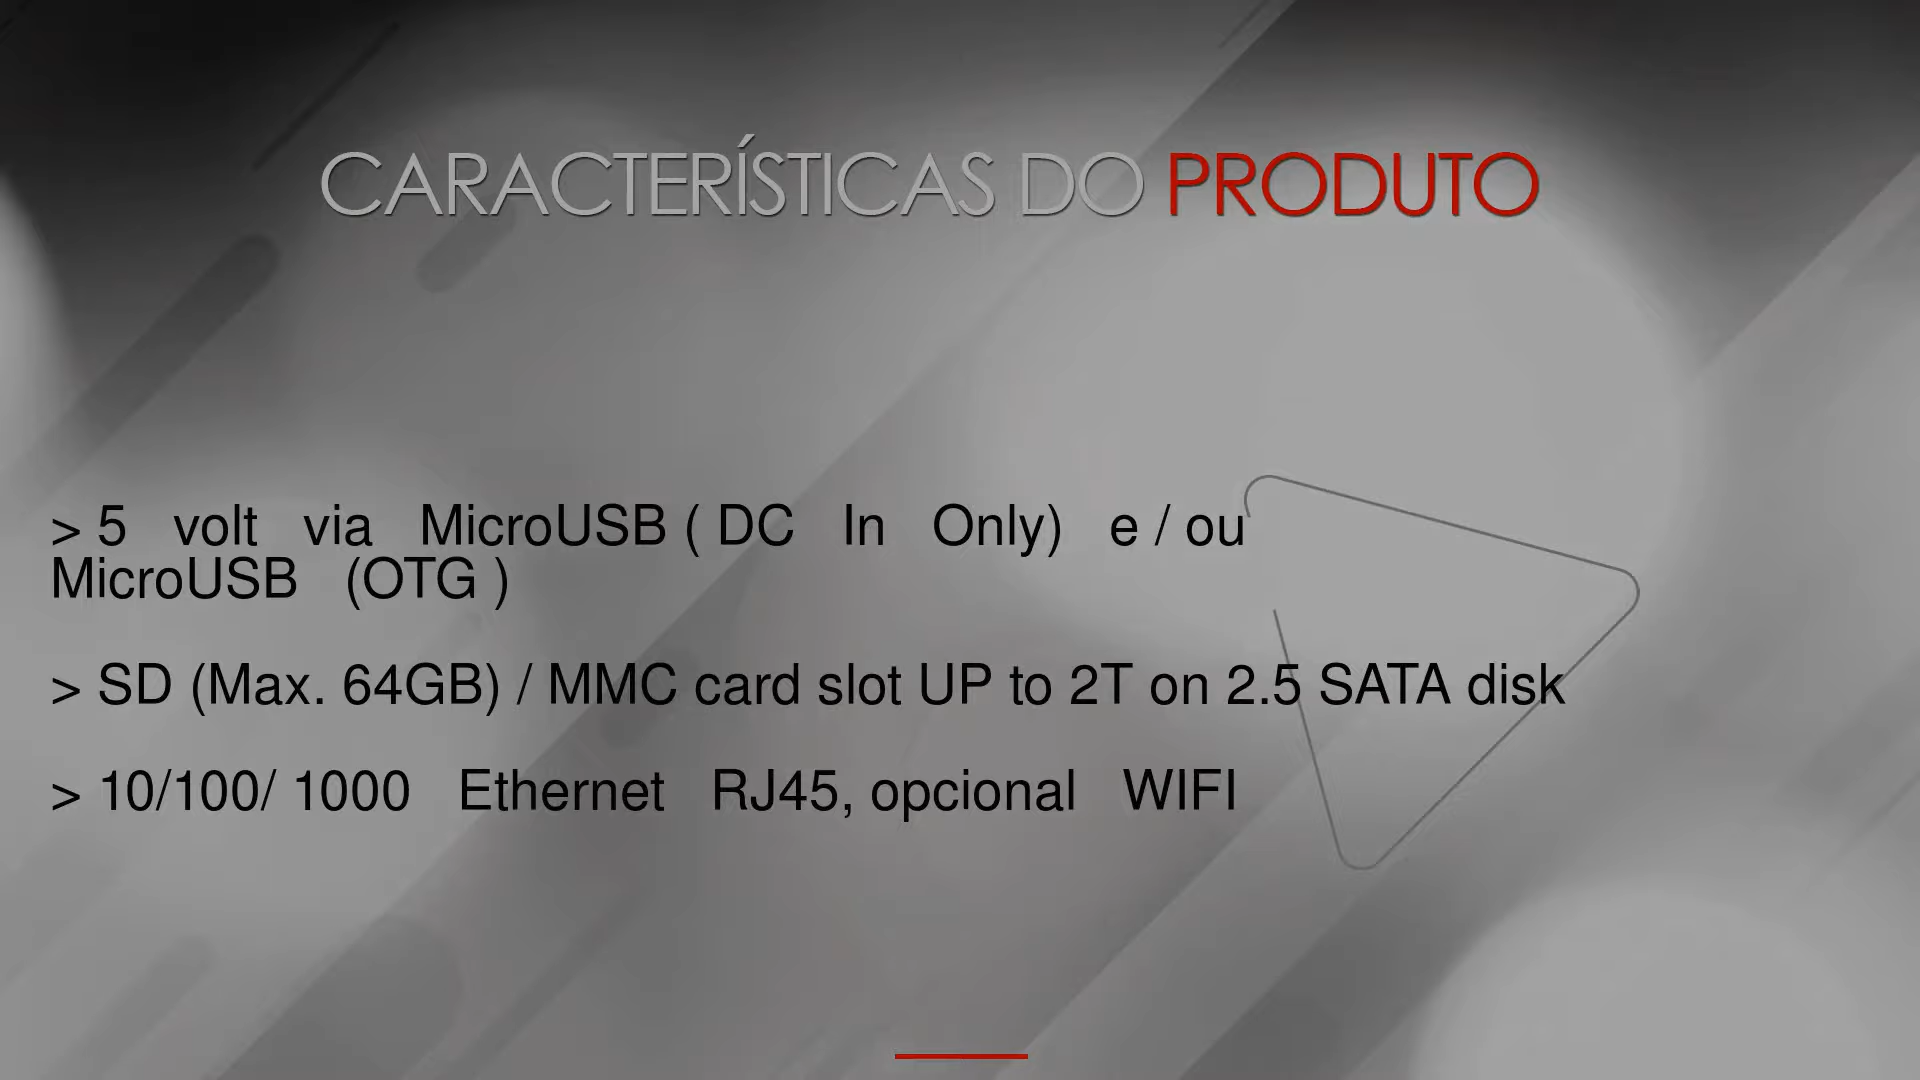 CARACTERÍSTICAS DO PRODUTO
> 5 volt via MicroUSB ( DC In Only) e / ou
MicroUSB (OTG )
> SD (Max. 64GB) / MMC card slot UP to 2T on 2.5 SATA disk
> 10/100/ 1000 Ethernet RJ45, opcional WIFI